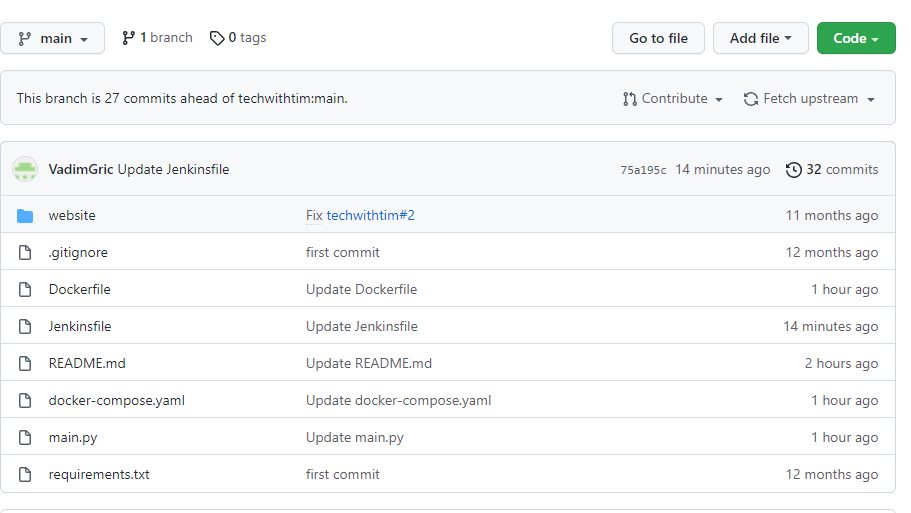 main 1 branch 0 tags Go to file Add file Code
This branch is 27 commits ahead of techwithtim:main. Contribute Fetch upstream
VadimGric Update Jenkinsfile 75a195c 14 minutes ago 32 commits
website Fix techwithtim#2 11 months ago
.gitignore first commit 12 months ago
Dockerfile Update Dockerfile 1 hour ago
Jenkinsfile Update Jenkinsfile 14 minutes ago
README.md Update README.md 2 hours ago
docker-compose.yaml Update docker-compose.yaml 1 hour ago
main.py Update main.py 1 hour ago
requirements.txt first commit 12 months ago